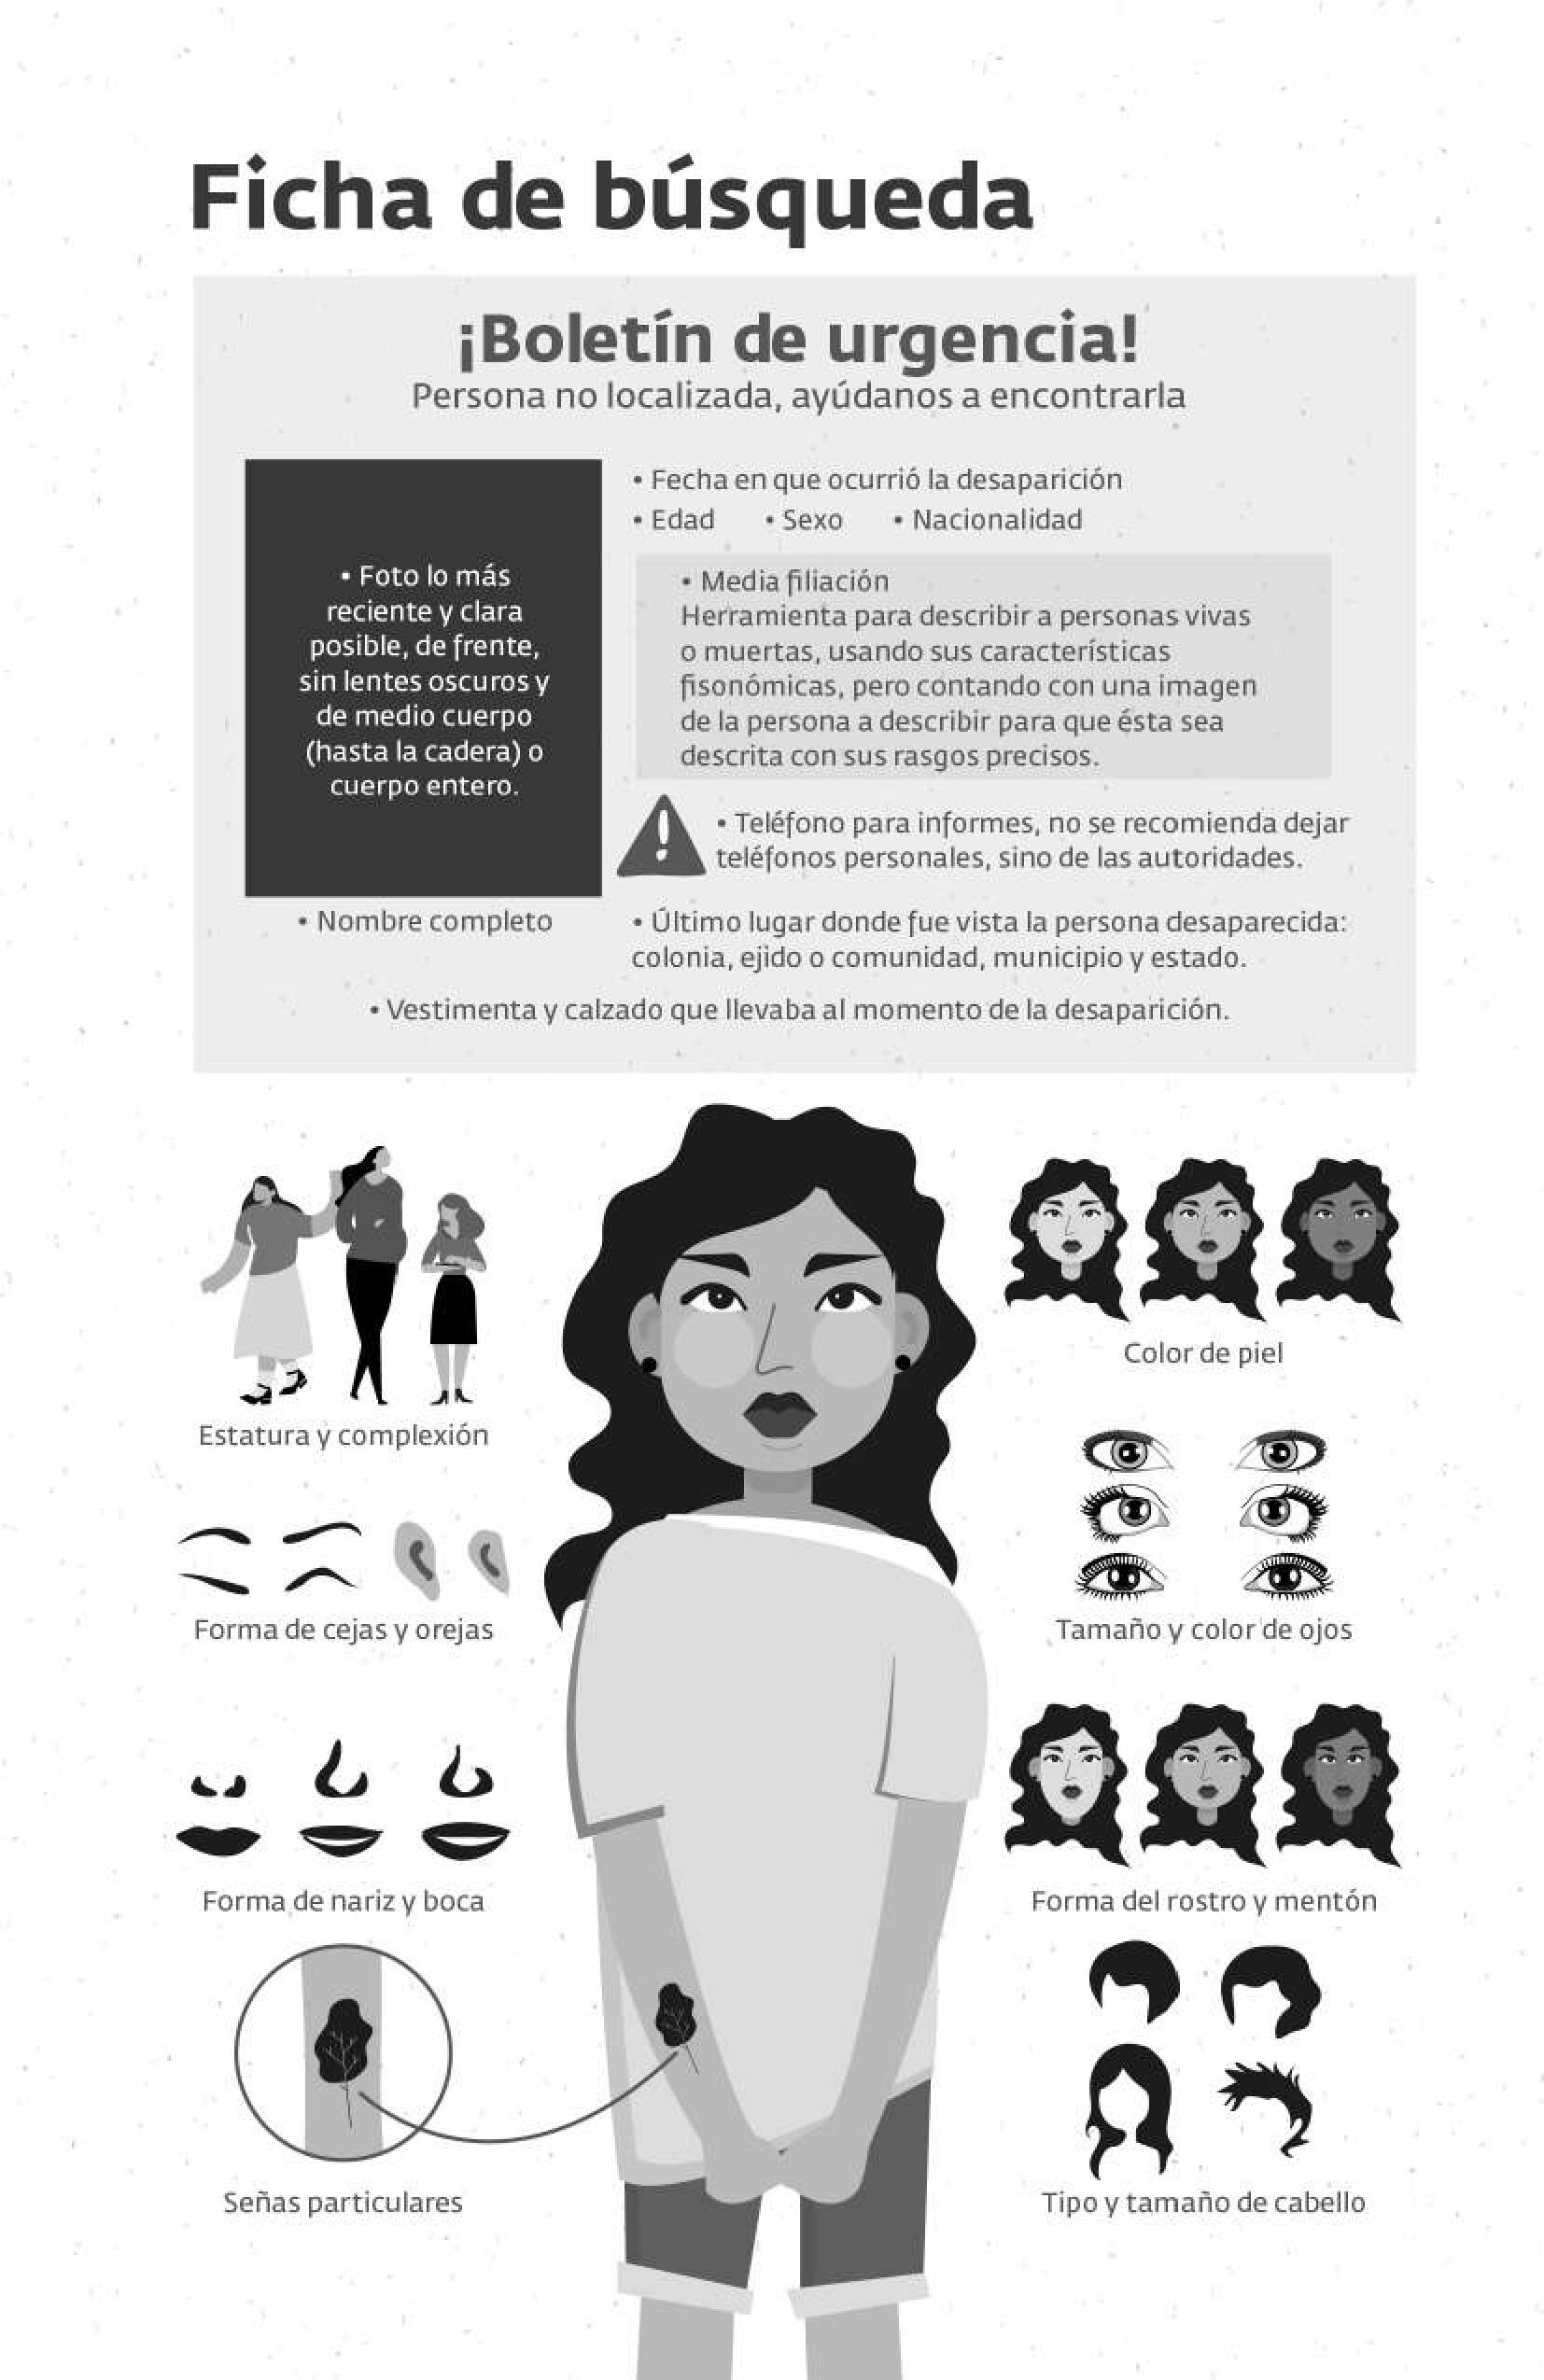 Ficha de búsqueda
¡Boletín de urgencia!
Persona no localizada, ayúdanos a encontrarla
• Foto lo más
reciente y clara
posible, de frente,
sin lentes oscuros y
de medio cuerpo
(hasta la cadera) o
cuerpo entero.
• Nombre completo
• Fecha en que ocurrió la desaparición
• Edad • Sexo • Nacionalidad
• Media filiación
Herramienta para describir a personas vivas
o muertas, usando sus características
fisonómicas, pero contando con una imagen
de la persona a describir para que ésta sea
descrita con sus rasgos precisos.
• Teléfono para informes, no se recomienda dejar
teléfonos personales, sino de las autoridades.
• Último lugar donde fue vista la persona desaparecida:
colonia, ejido o comunidad, municipio y estado.
• Vestimenta y calzado que llevaba al momento de la desaparición.
Estatura y complexión
Color de piel
Forma de cejas y orejas
Tamaño y color de ojos
Forma de nariz y boca
Forma del rostro y mentón
Señas particulares
Tipo y tamaño de cabello